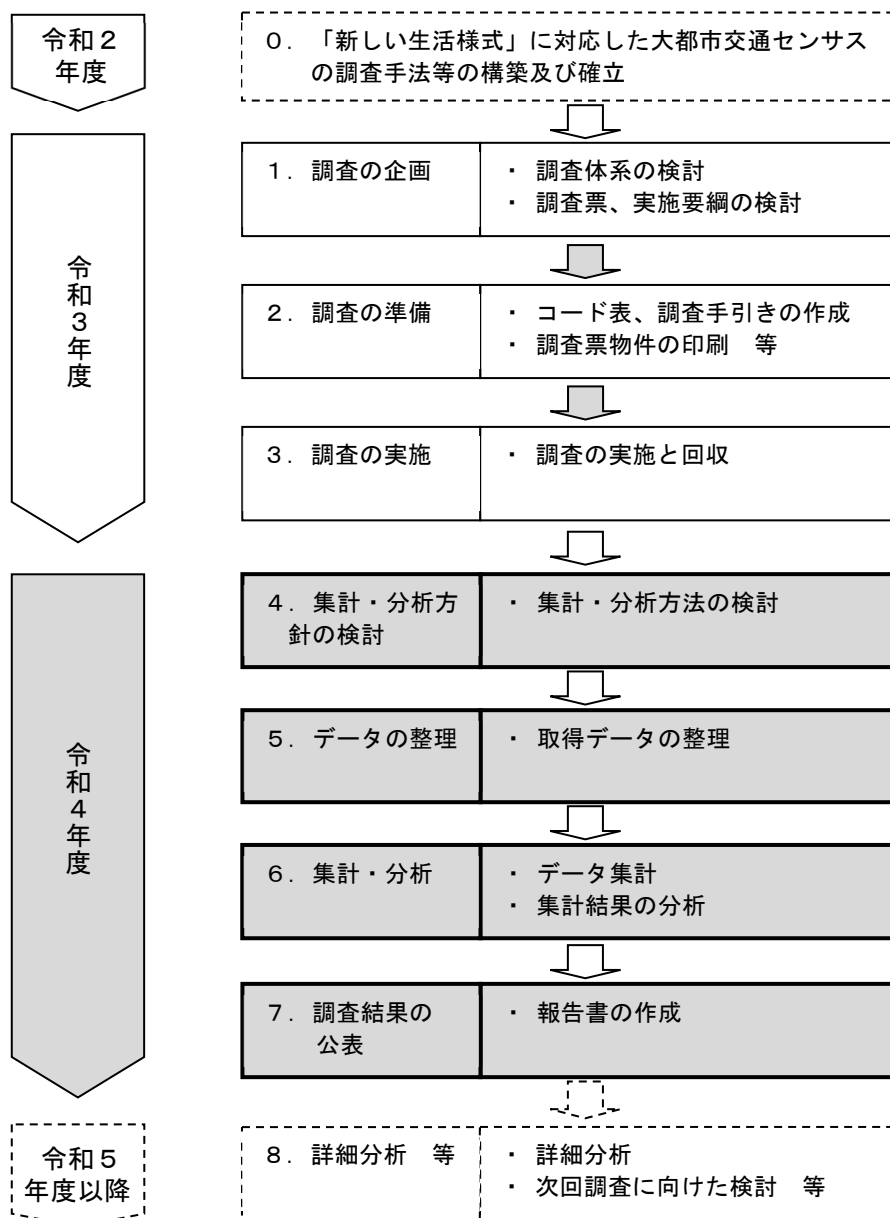 令和２
年度
０．「新しい生活様式」に対応した大都市交通センサス
の調査手法等の構築及び確立
令和３年度
１．調査の企画
・ 調査体系の検討
・ 調査票、実施要綱の検討
２．調査の準備
・ コード表、調査手引きの作成
・ 調査票物件の印刷　等
３．調査の実施
・ 調査の実施と回収
令和４年度
４．集計・分析方
針の検討
・ 集計・分析方法の検討
５．データの整理
・ 取得データの整理
６．集計・分析
・ データ集計
・ 集計結果の分析
７．調査結果の
公表
・ 報告書の作成
令和５
年度以降
８．詳細分析　等
・ 詳細分析
・ 次回調査に向けた検討　等